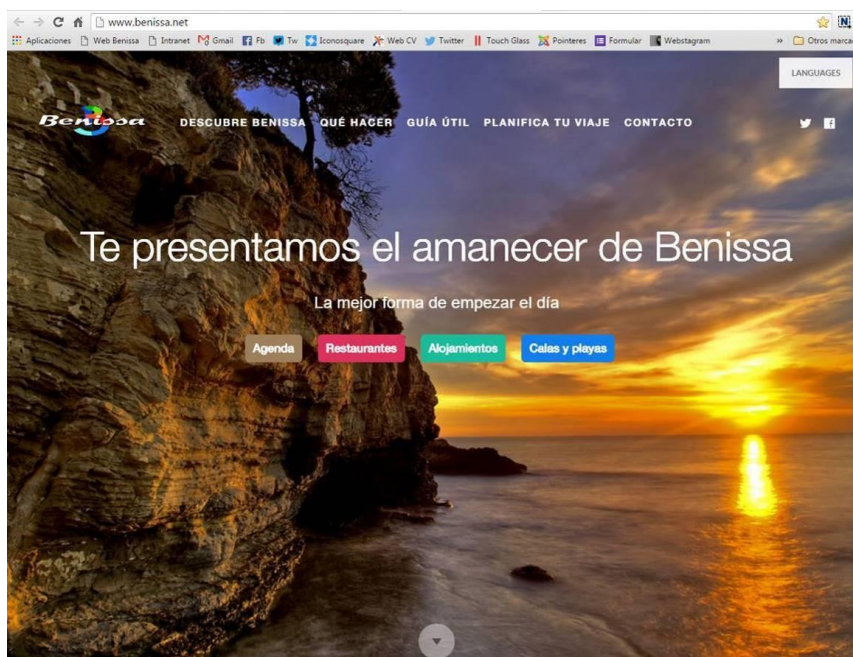 www.benissa.net
Aplicaciones Web Benissa Intranet Gmail Fb Tw Iconosquare Web CV Twitter Touch Glass Pointeres Formular Webstagram » Otros marca
LANGUAGES
Benissa DESCUBRE BENISSA QUÉ HACER GUÍA ÚTIL PLANIFICA TU VIAJE CONTACTO
Te presentamos el amanecer de Benissa
La mejor forma de empezar el día
Agenda Restaurantes Alojamientos Calas y playas